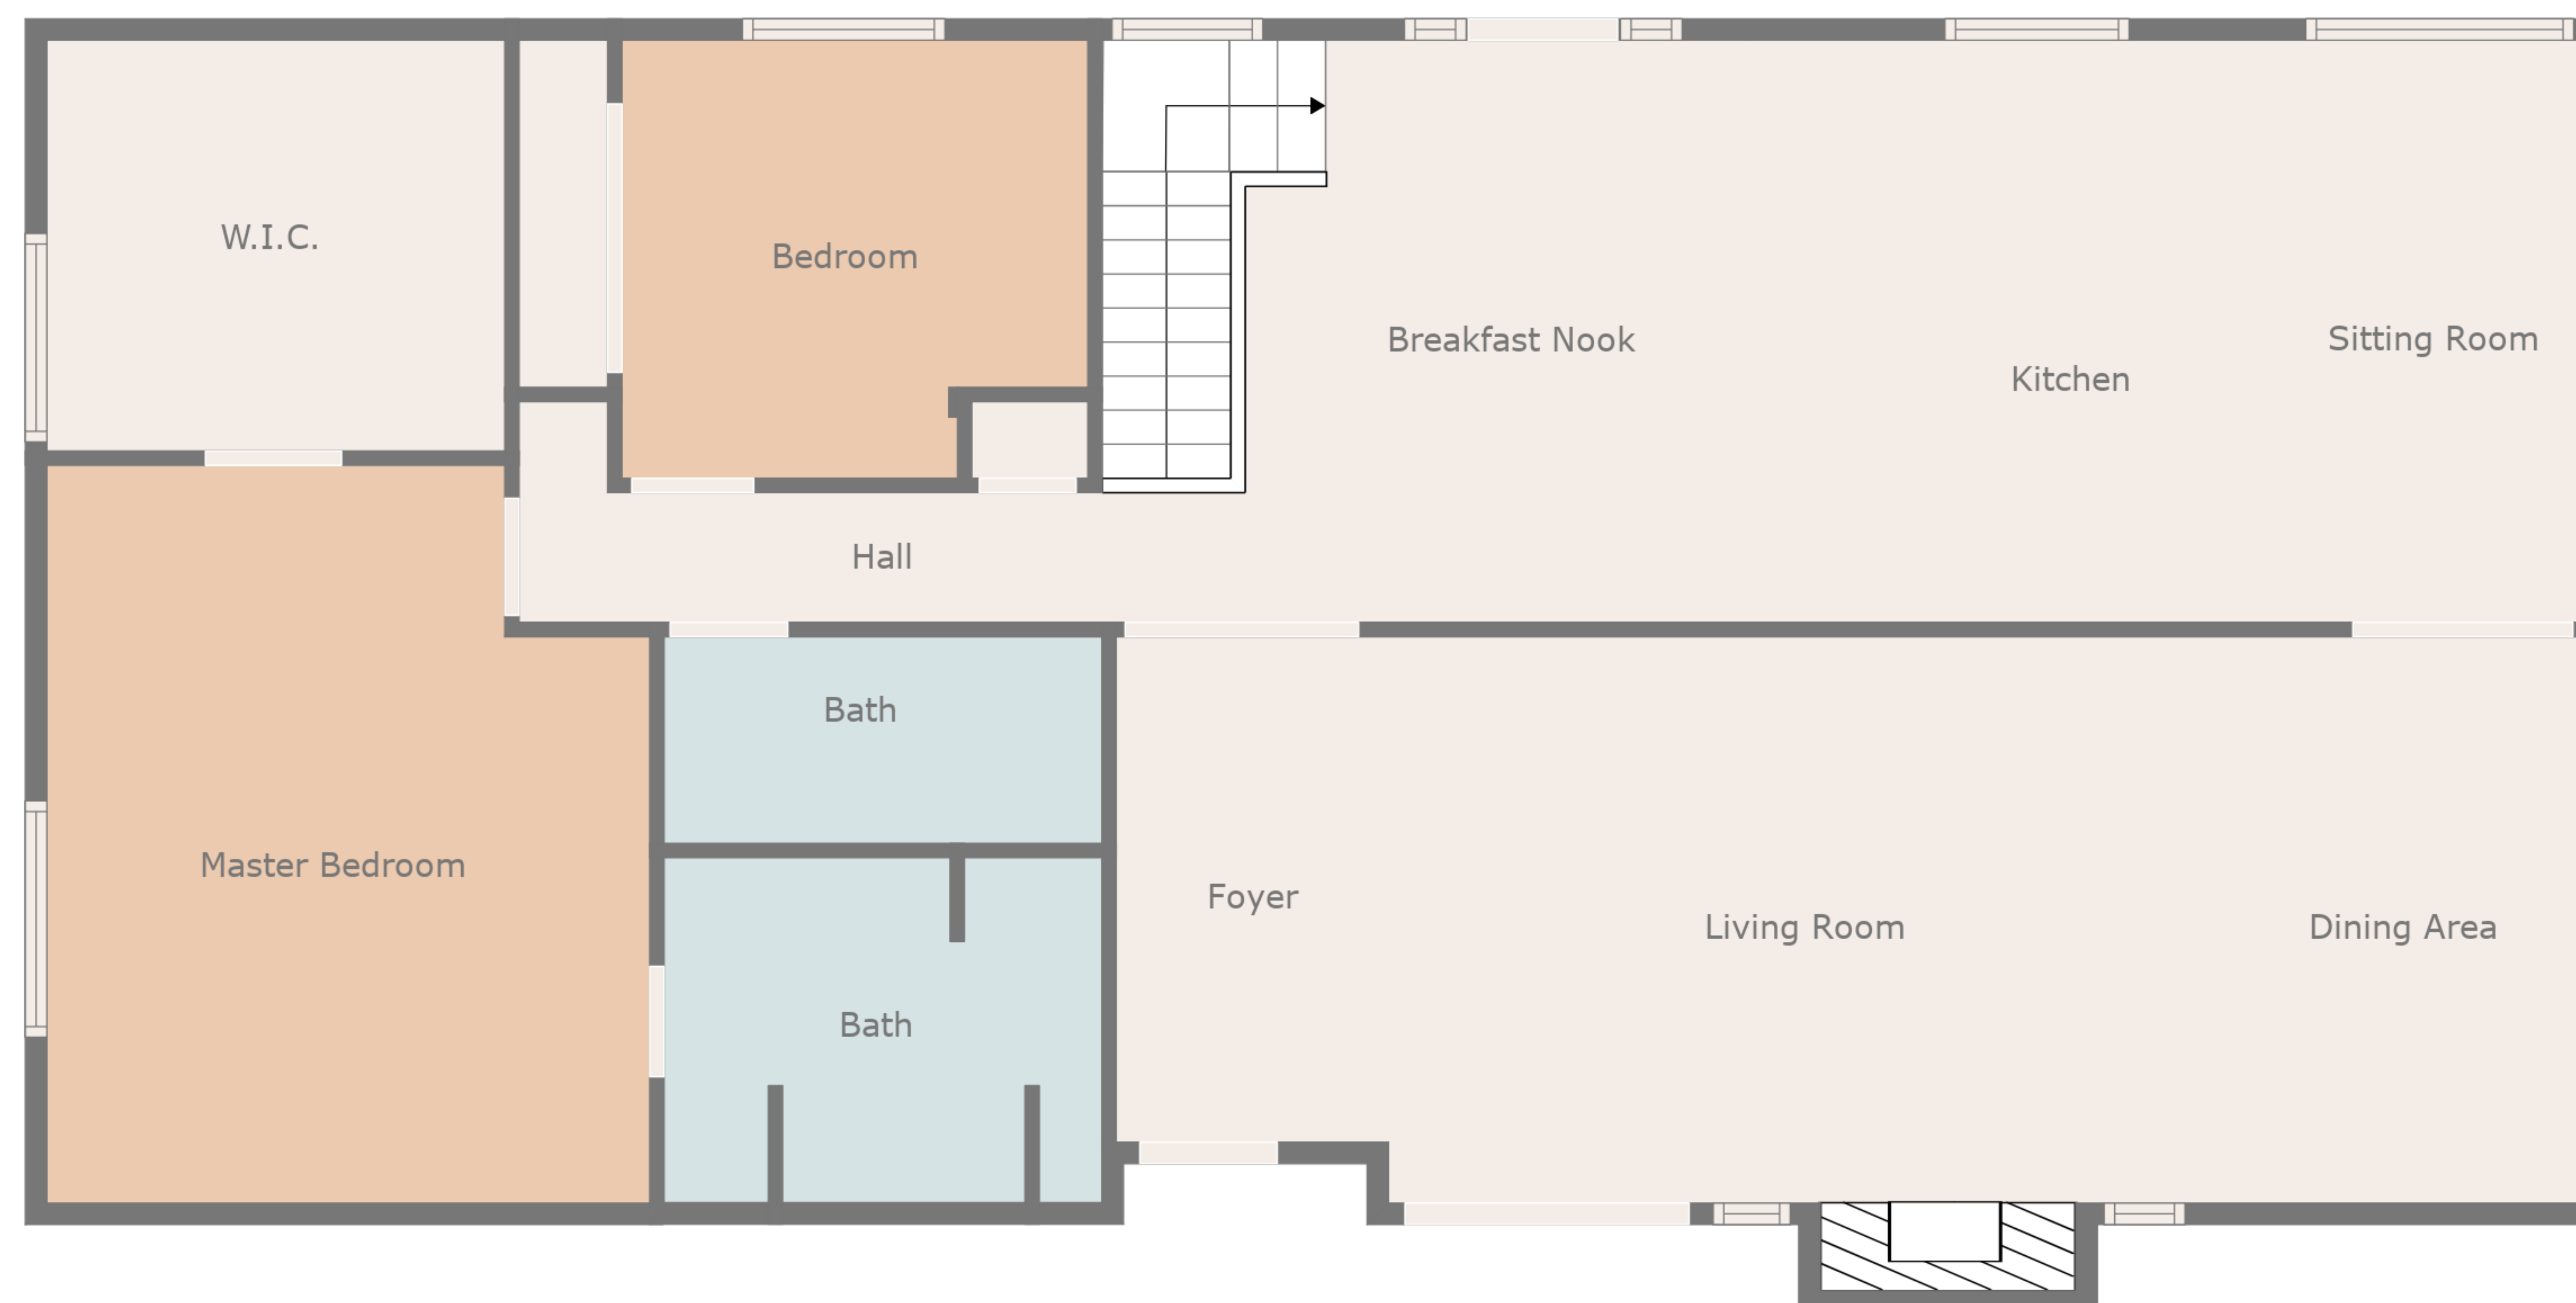 W.I.C.
Bedroom
Breakfast Nook
Sitting Room
Kitchen
Hall
Bath
Master Bedroom
Foyer
Living Room
Dining Area
Bath